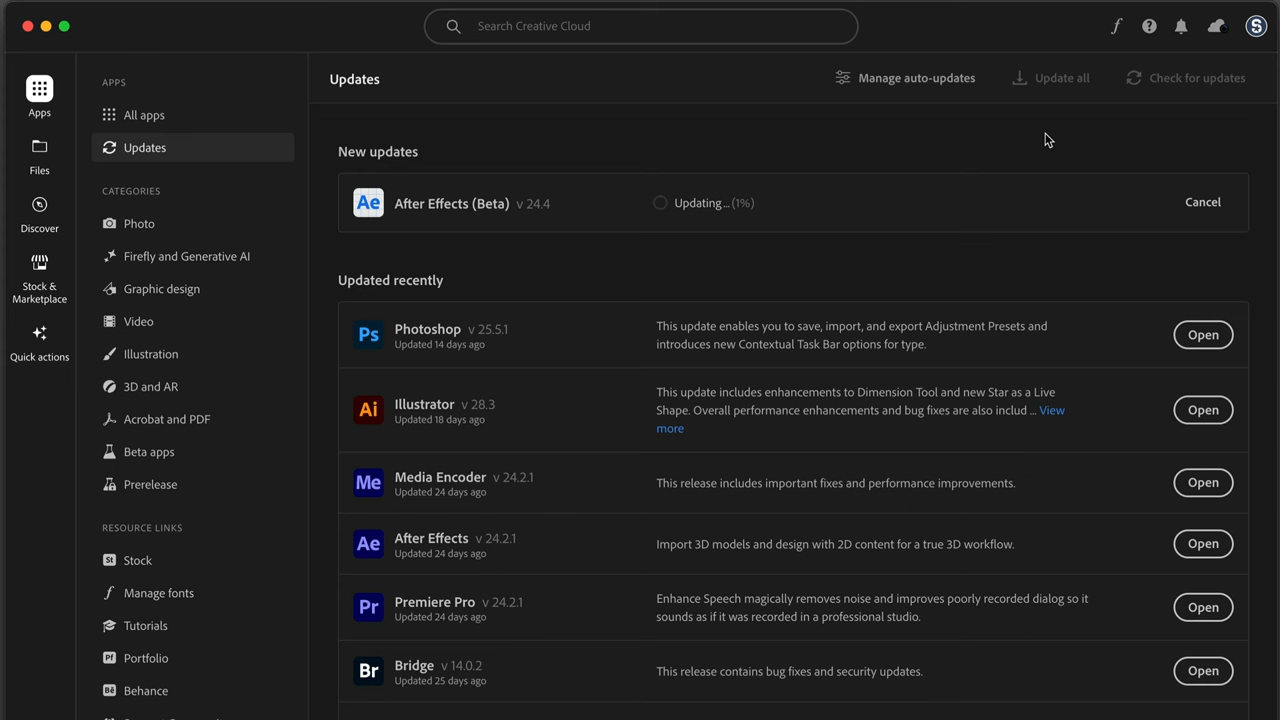 Search Creative Cloud
Apps
Files
Discover
Stock &
Marketplace
Quick actions
APPS
All apps
Updates
CATEGORIES
Photo
Firefly and Generative AI
Graphic design
Video
Illustration
3D and AR
Acrobat and PDF
Beta apps
Prerelease
RESOURCE LINKS
St Stock
Manage fonts
Tutorials
Pf Portfolio
Bē Behance
Updates
Manage auto-updates
Update all
Check for updates
New updates
Ae After Effects (Beta) v 24.4 Updating... (1%) Cancel
Updated recently
Ps Photoshop v 25.5.1
Updated 14 days ago
This update enables you to save, import, and export Adjustment Presets and
introduces new Contextual Task Bar options for type.
Open
Ai Illustrator v 28.3
Updated 18 days ago
This update includes enhancements to Dimension Tool and new Star as a Live
Shape. Overall performance enhancements and bug fixes are also includ ... View
more
Open
Me Media Encoder v 24.2.1
Updated 24 days ago
This release includes important fixes and performance improvements.
Open
Ae After Effects v 24.2.1
Updated 24 days ago
Import 3D models and design with 2D content for a true 3D workflow.
Open
Pr Premiere Pro v 24.2.1
Updated 24 days ago
Enhance Speech magically removes noise and improves poorly recorded dialog so it
sounds as if it was recorded in a professional studio.
Open
Br Bridge v 14.0.2
Updated 25 days ago
This release contains bug fixes and security updates.
Open